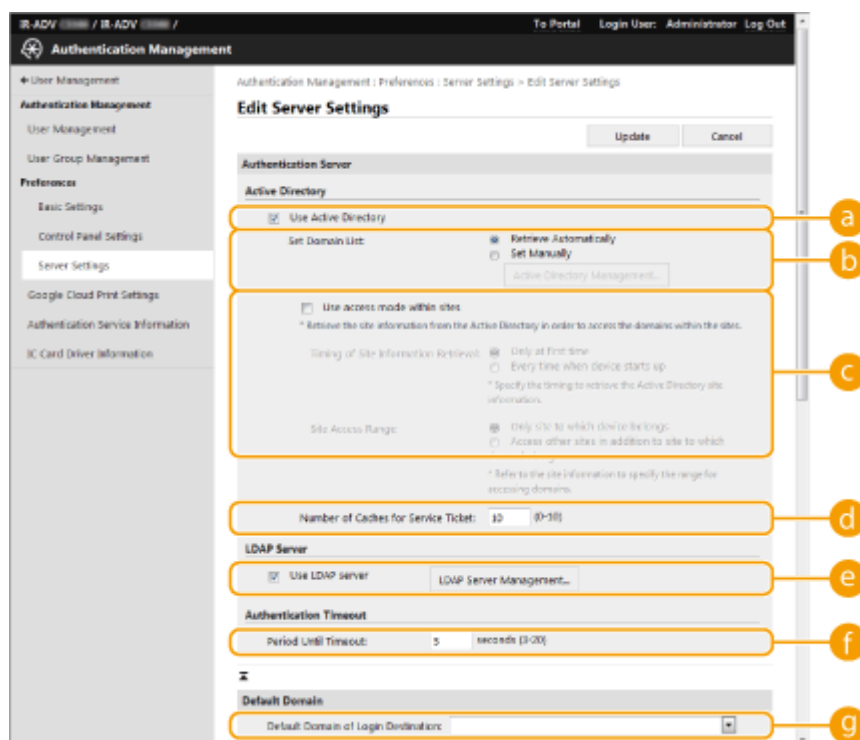 IR-ADV / IR-ADV /
To Portal Login User: Administrator Log Out
Authentication Management
User Management
Authentication Management
User Management
User Group Management
Preferences
Basic Settings
Control Panel Settings
Server Settings
Google Cloud Print Settings
Authentication Service Information
IC Card Driver Information
Authentication Management : Preferences : Server Settings > Edit Server Settings
Edit Server Settings
Update Cancel
Authentication Server
Active Directory
Use Active Directory
a
Set Domain List: Retrieve Automatically
Set Manually
Active Directory Management...
b
Use access mode within sites
* Retrieve the site information from the Active Directory in order to access the domains within the sites.
Timing of Site Information Retrieval: Only at first time
Every time when device starts up
* Specify the timing to retrieve the Active Directory site
information.
c
Site Access Range: Only site to which device belongs
Access other sites in addition to site to which
* Refer to the site information to specify the range for
accessing domains.
Number of Caches for Service Ticket: 10 (0-10)
d
LDAP Server
Use LDAP server LDAP Server Management...
e
Authentication Timeout
Period Until Timeout: 5 seconds (3-20)
f
Default Domain
Default Domain of Login Destination:
g